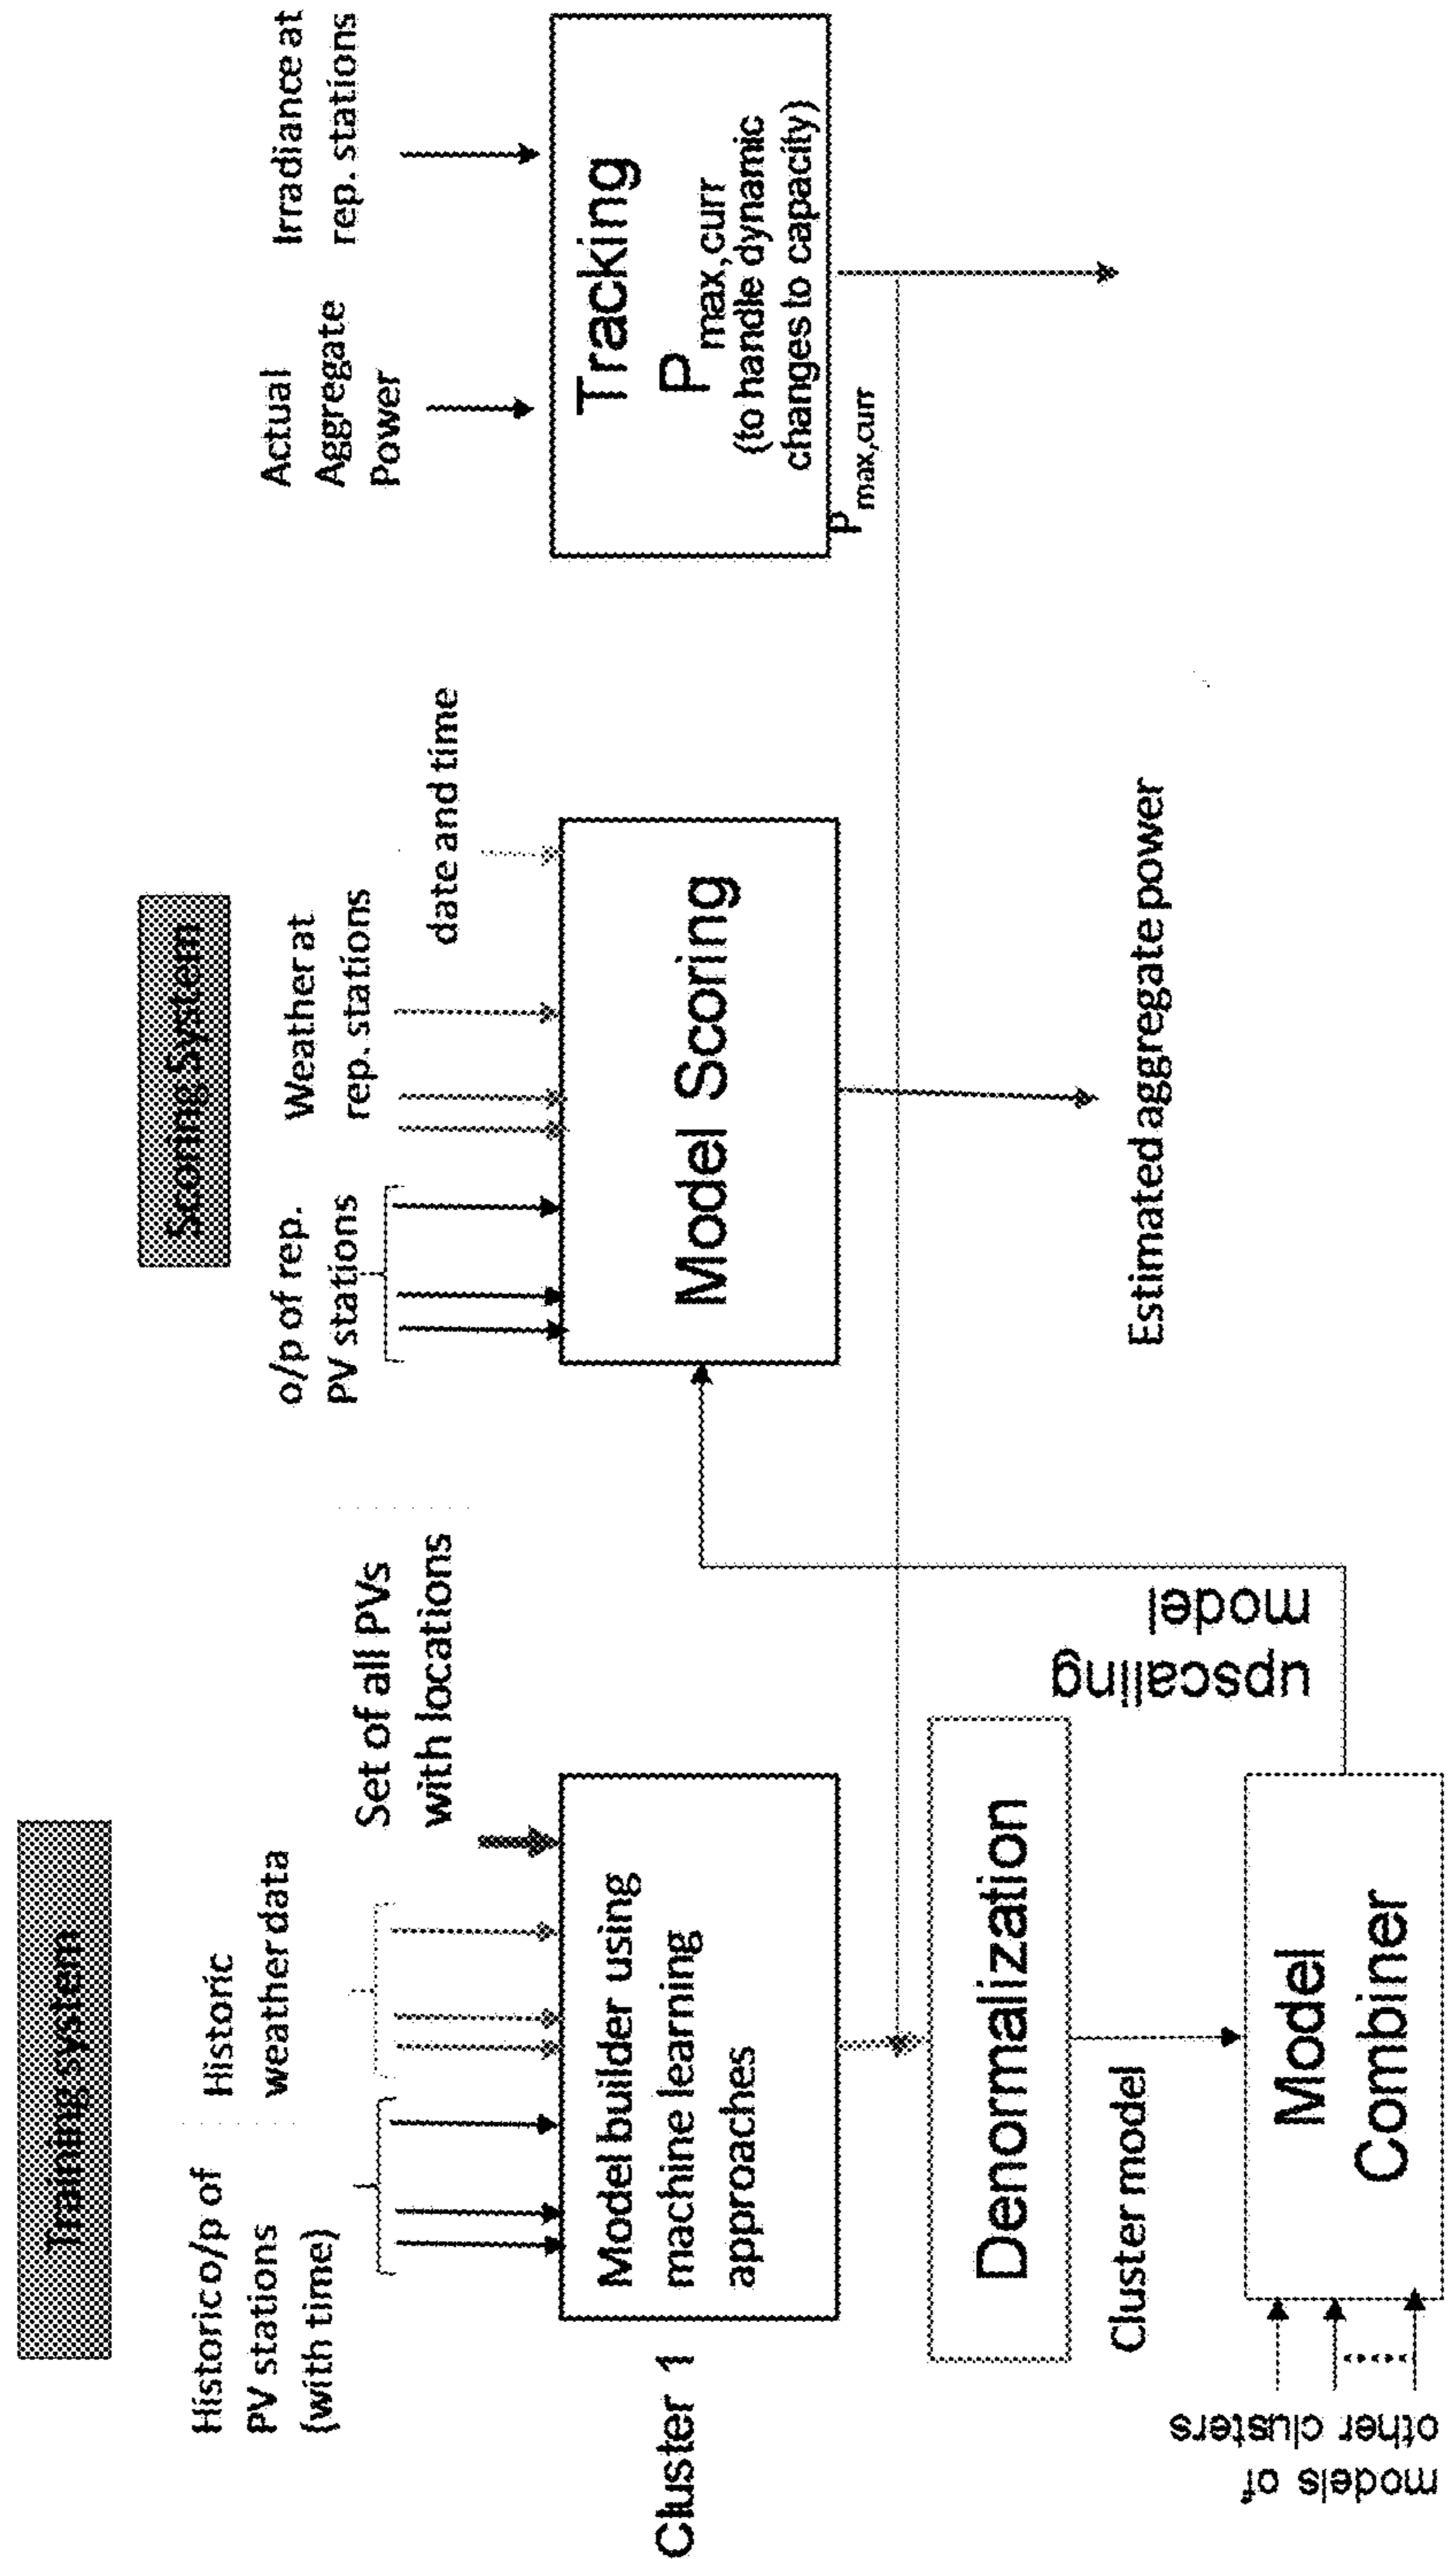 Training system
Historic o/p of
PV stations
(with time)
Historic
weather data
Set of all PVs
with locations
Cluster 1
Model builder using
machine learning
approaches
Denormalization
Cluster model
models of
other clusters
Model
Combiner
upscaling
model
Scoring System
o/p of rep.
PV stations
Weather at
rep. stations
date and time
Model Scoring
Estimated aggregate power
Actual
Aggregate
Power
Irradiance at
rep. stations
Tracking
P max,curr
(to handle dynamic
changes to capacity)
P max,curr